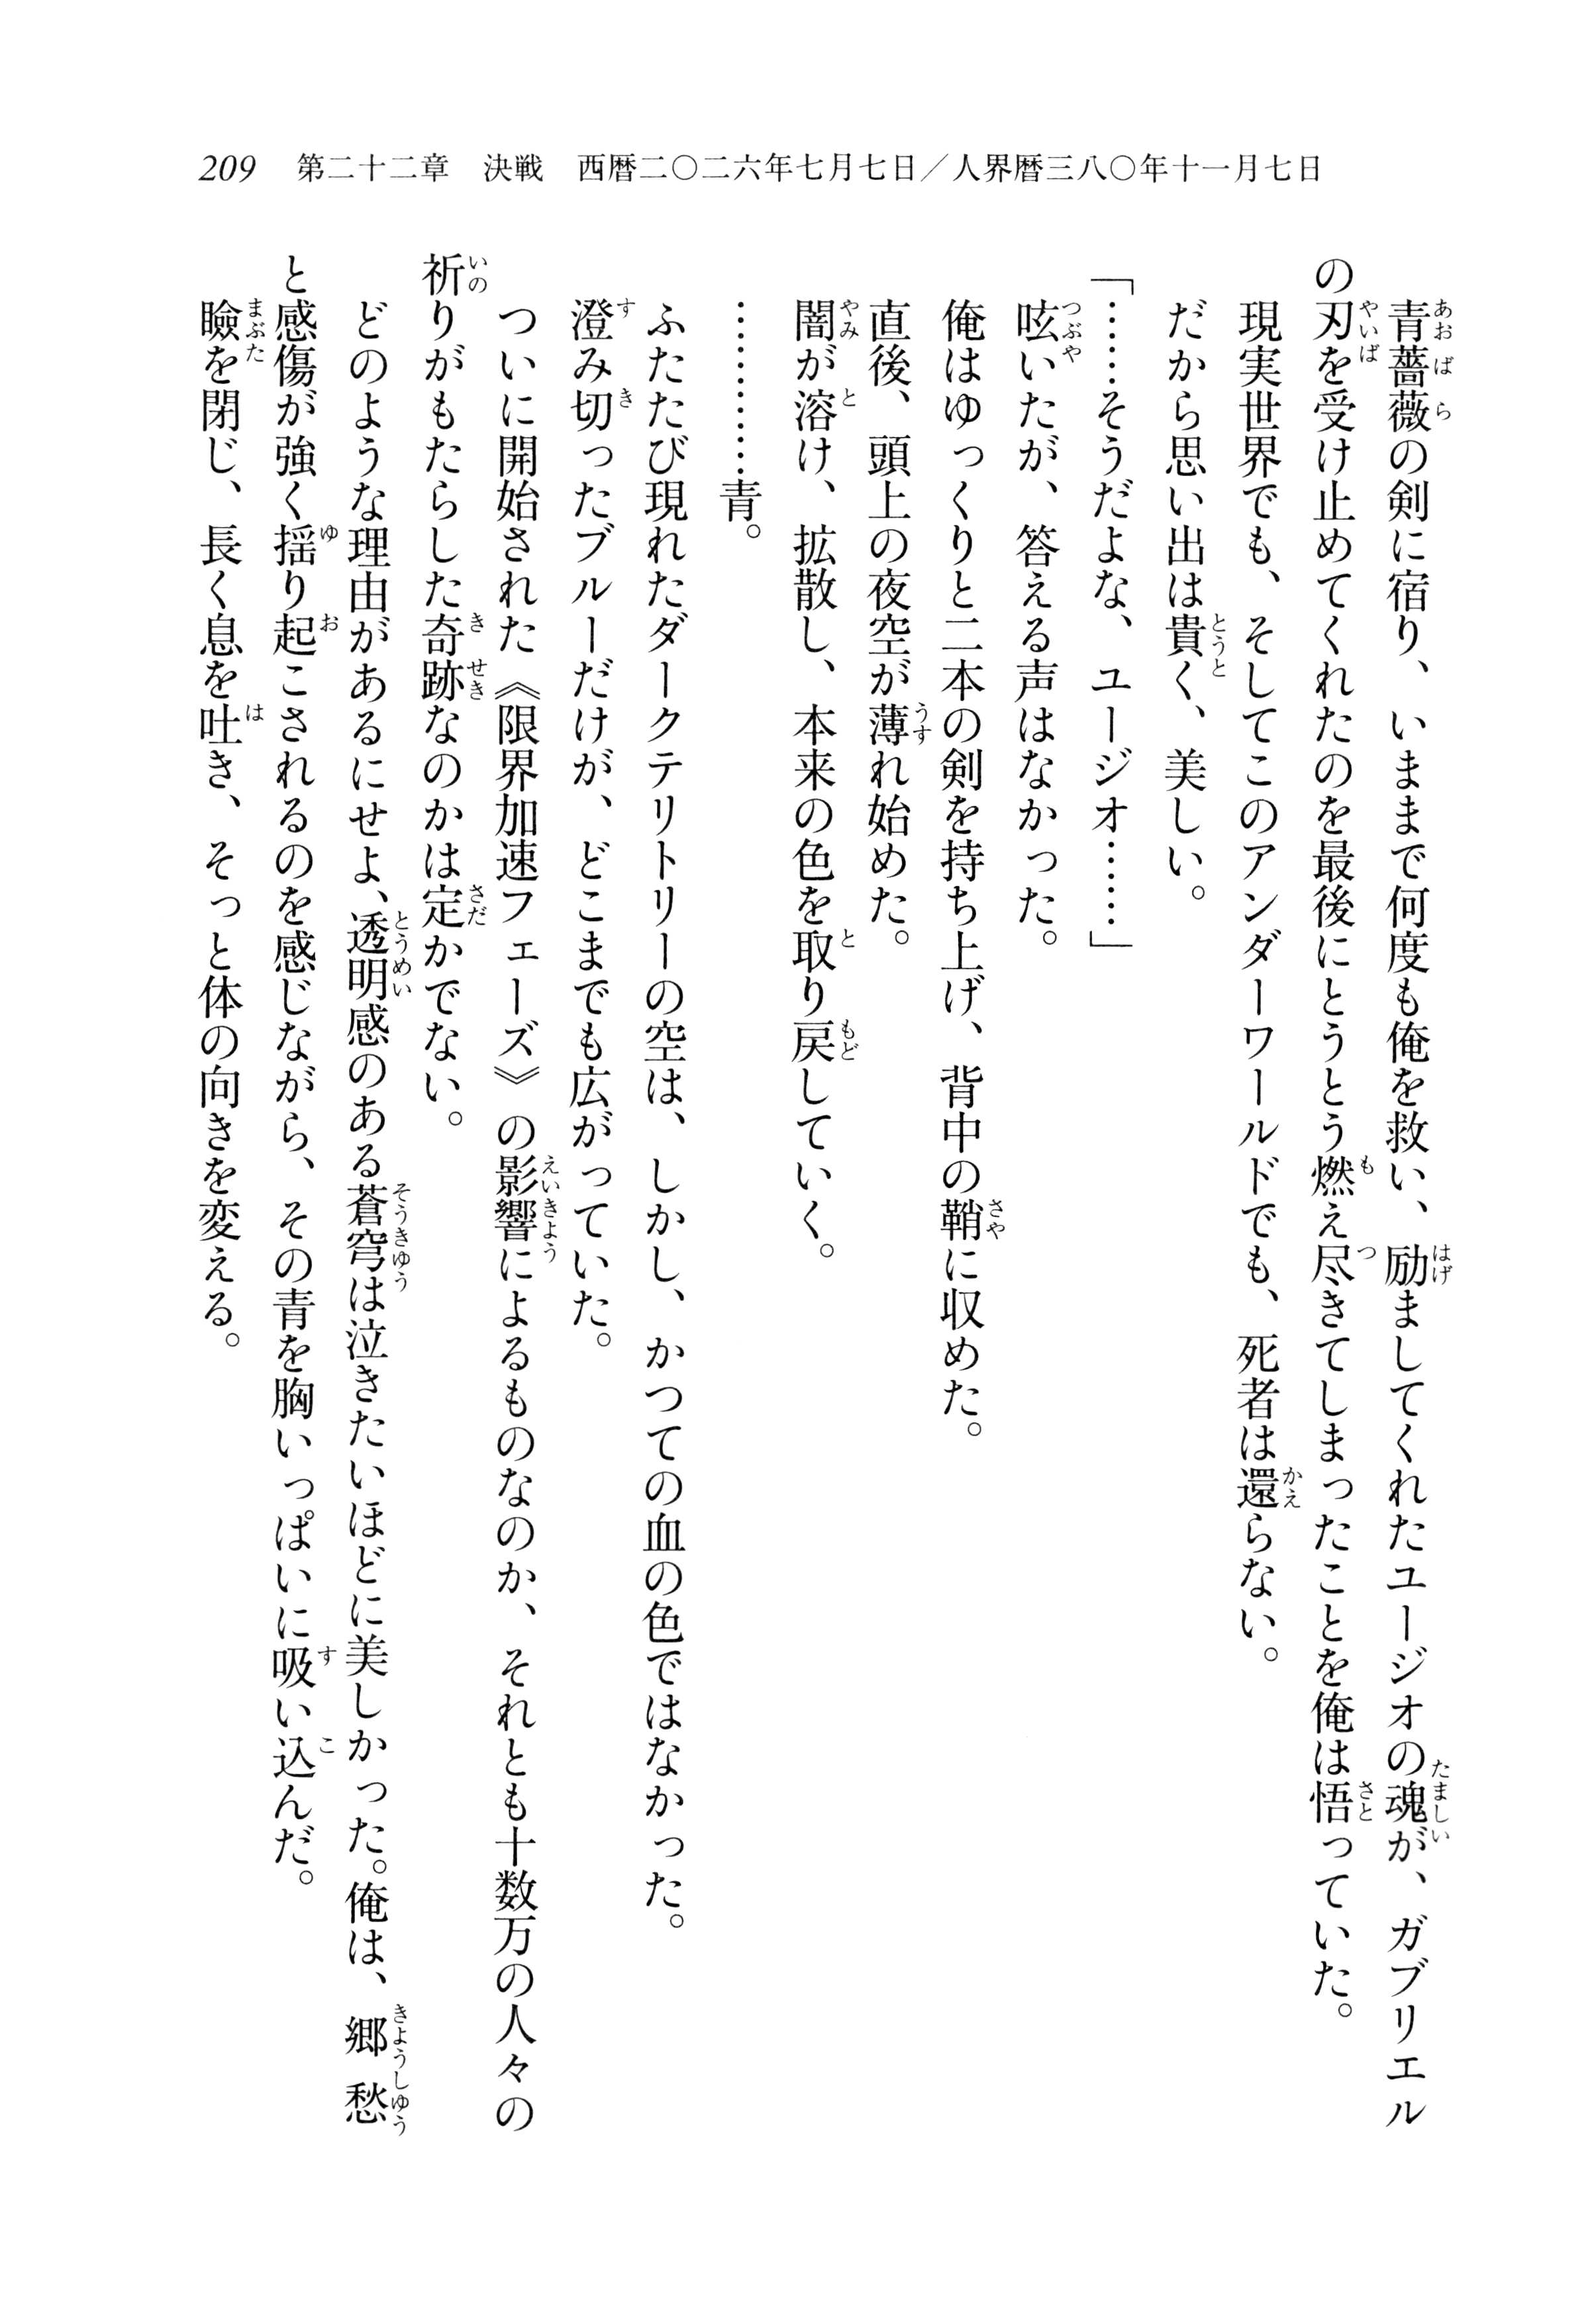 209　第二十二章　決戦　西暦二〇二六年七月七日／人界暦三八〇年十一月七日
青薔薇の剣に宿り、いままで何度も俺を救い、励ましてくれたユージオの魂が、ガブリエル
の刃を受け止めてくれたのを最後にとうとう燃え尽きてしまったことを俺は悟っていた。
現実世界でも、そしてこのアンダーワールドでも、死者は還らない。
だから思い出は貴く、美しい。
「……そうだよな、ユージオ……」
呟いたが、答える声はなかった。
俺はゆっくりと二本の剣を持ち上げ、背中の鞘に収めた。
直後、頭上の夜空が薄れ始めた。
闇が溶け、拡散し、本来の色を取り戻していく。
…………青。
ふたたび現れたダークテリトリーの空は、しかし、かつての血の色ではなかった。
澄み切ったブルーだけが、どこまでも広がっていた。
ついに開始された《限界加速フェーズ》の影響によるものなのか、それとも十数万の人々の
祈りがもたらした奇跡なのかは定かでない。
どのような理由があるにせよ、透明感のある蒼穹は泣きたいほどに美しかった。俺は、郷愁
と感傷が強く揺り起こされるのを感じながら、その青を胸いっぱいに吸い込んだ。
瞼を閉じ、長く息を吐き、そっと体の向きを変える。